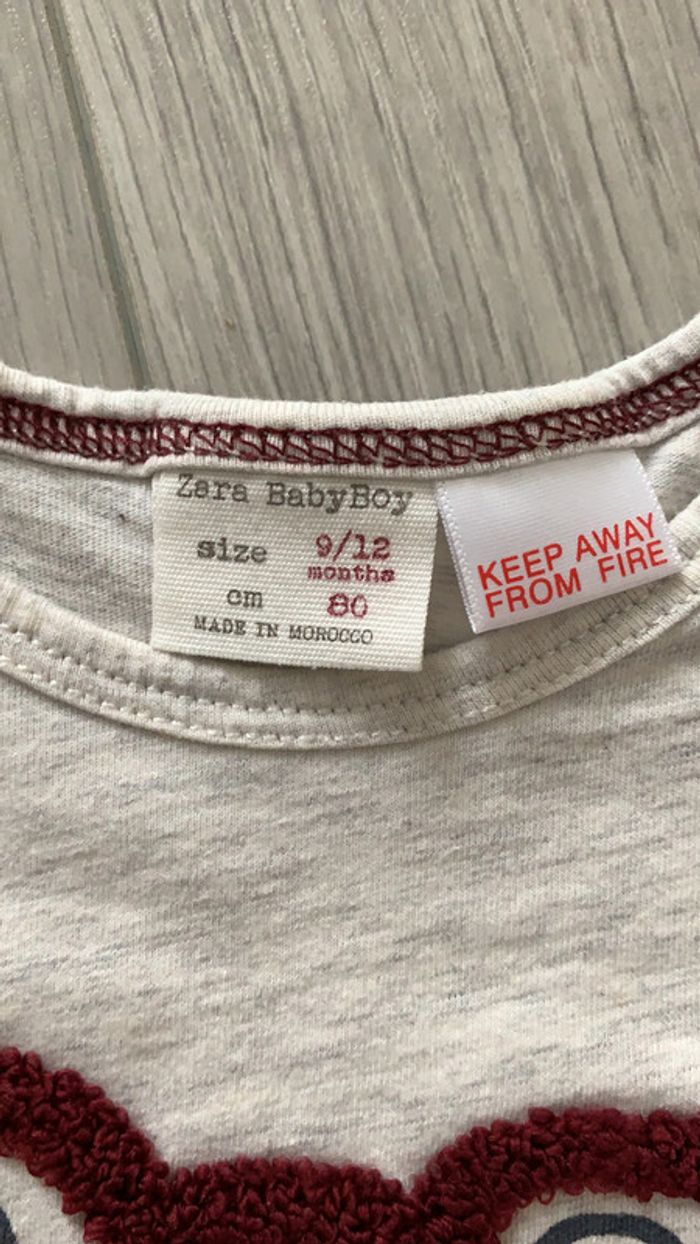 Zara BabyBoy
size 9/12
months
cm 80
MADE IN MOROCCO
KEEP AWAY
FROM FIRE